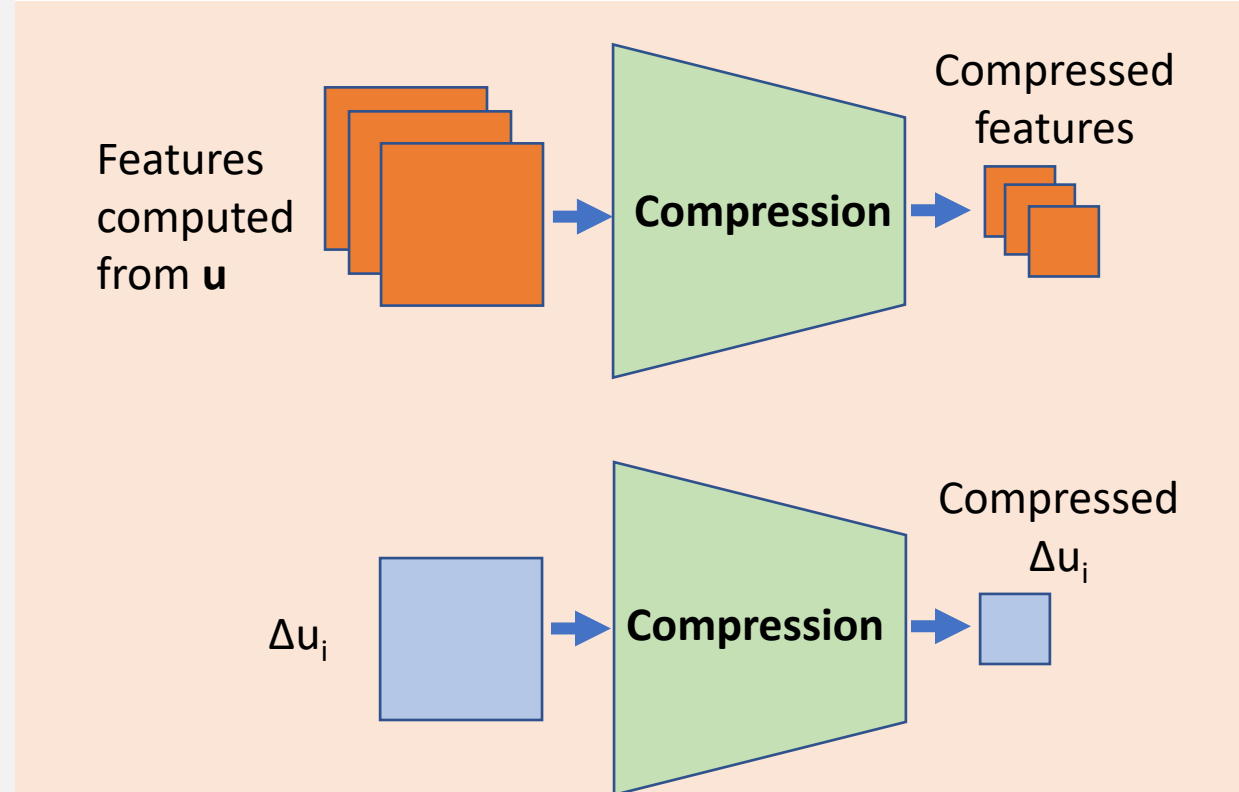 Features
computed
from u
Compression
Compressed
features
Δuᵢ
Compression
Compressed
Δuᵢ